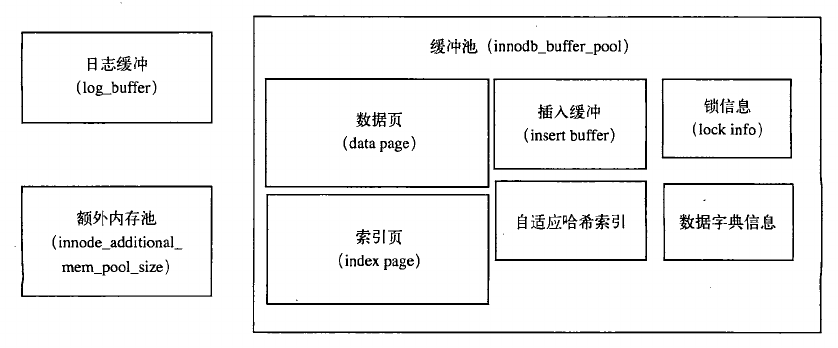 日志缓冲
(log_buffer)
额外内存池
(innode_additional_
mem_pool_size)
缓冲池 (innodb_buffer_pool)
数据页
(data page)
插入缓冲
(insert buffer)
锁信息
(lock info)
索引页
(index page)
自适应哈希索引
数据字典信息